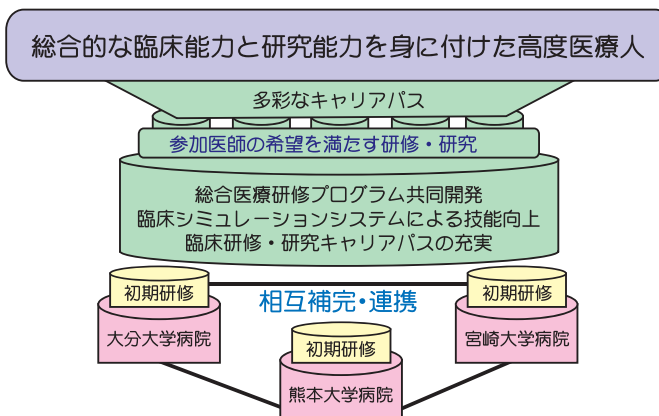 総合的な臨床能力と研究能力を身に付けた高度医療人
多彩なキャリアパス
参加医師の希望を満たす研修・研究
総合医療研修プログラム共同開発
臨床シミュレーションシステムによる技能向上
臨床研修・研究キャリアパスの充実
初期研修
相互補完・連携
初期研修
大分大学病院
宮崎大学病院
初期研修
熊本大学病院